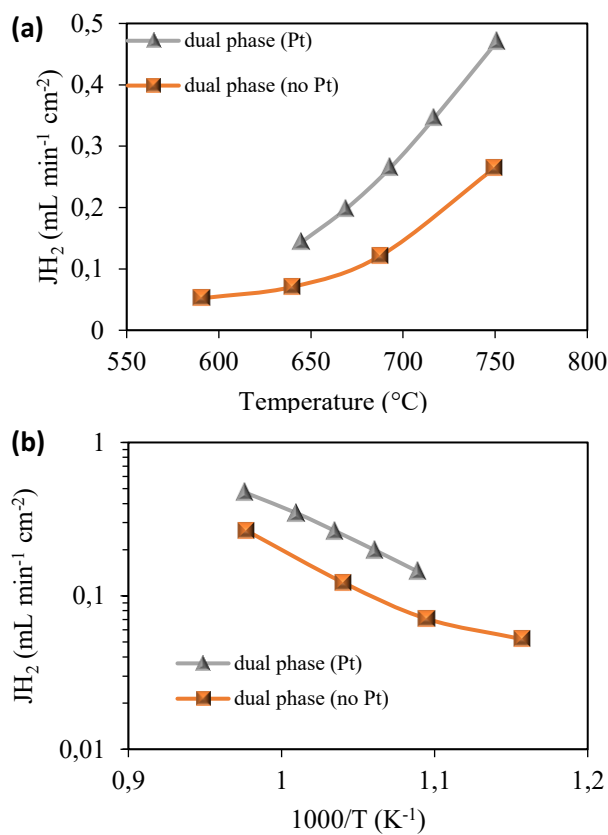 (a)
0,5
0,4
0,3
0,2
0,1
0
JH₂ (mL min⁻¹ cm⁻²)
dual phase (Pt)
dual phase (no Pt)
550 600 650 700 750 800
Temperature (°C)
(b)
1
0,1
0,01
JH₂ (mL min⁻¹ cm⁻²)
dual phase (Pt)
dual phase (no Pt)
0,9 1 1,1 1,2
1000/T (K⁻¹)